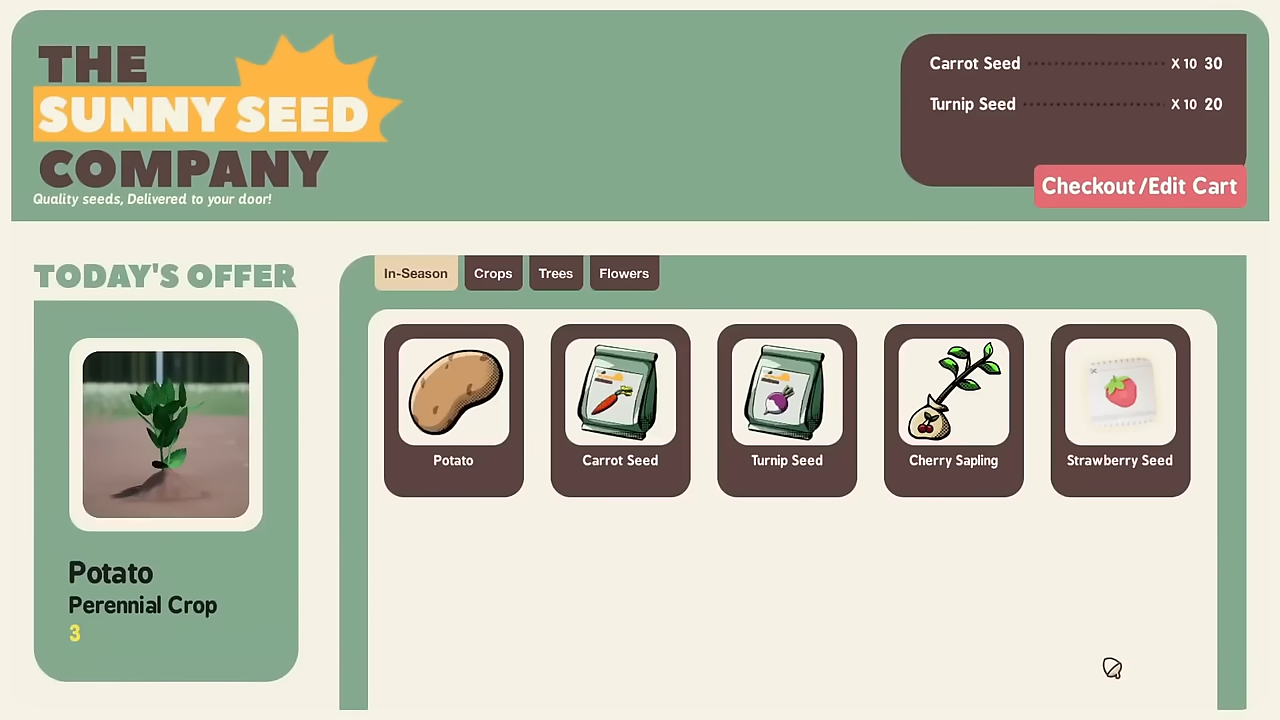 THE
SUNNY SEED
COMPANY
Quality seeds, Delivered to your door!
Carrot Seed X 10 30
Turnip Seed X 10 20
Checkout/Edit Cart
TODAY'S OFFER
Potato
Perennial Crop
3
In-Season Crops Trees Flowers
Potato Carrot Seed Turnip Seed Cherry Sapling Strawberry Seed